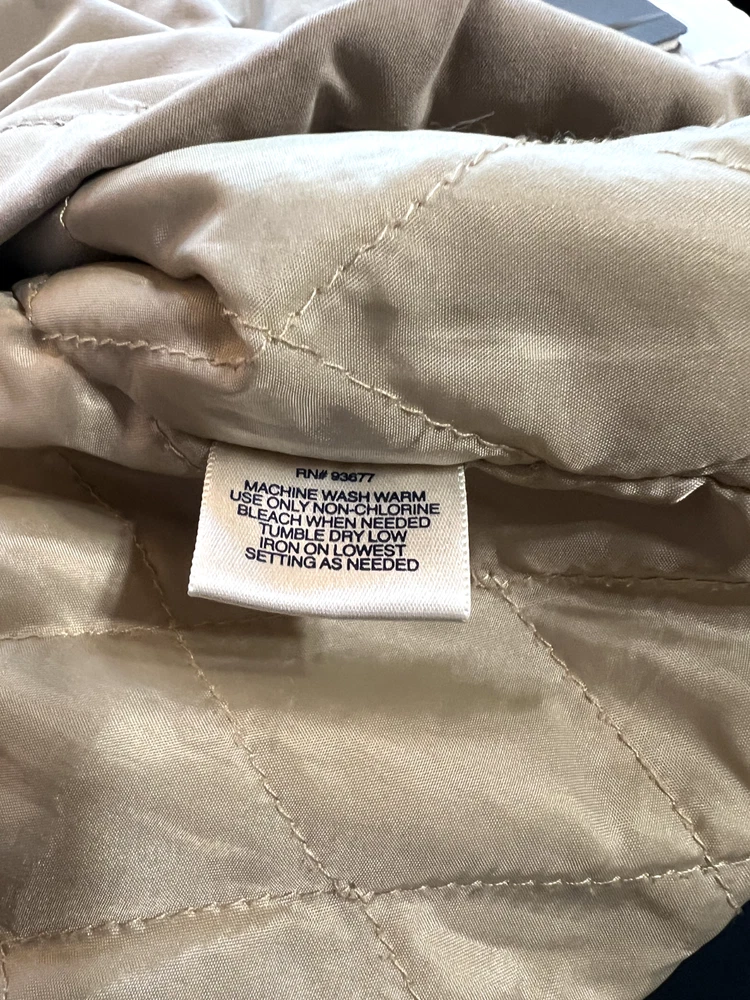 RN# 93677
MACHINE WASH WARM
USE ONLY NON-CHLORINE
BLEACH WHEN NEEDED
TUMBLE DRY LOW
IRON ON LOWEST
SETTING AS NEEDED